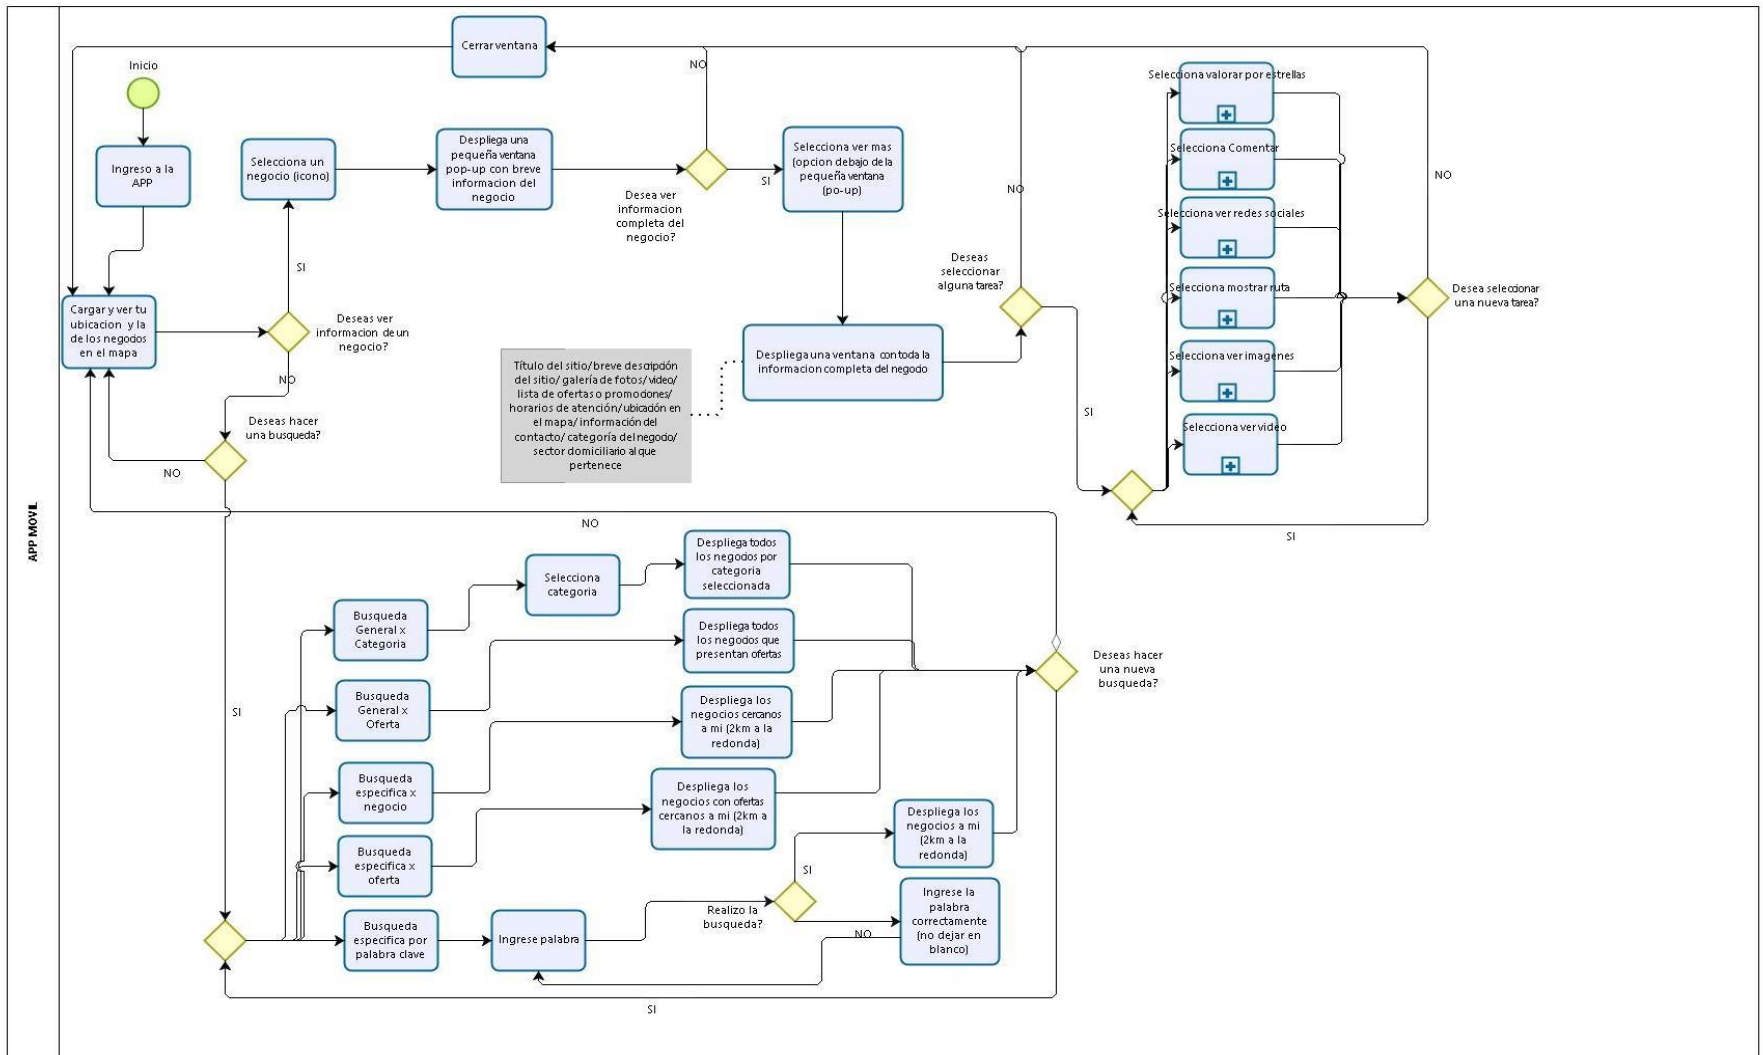 APP MOVIL
Inicio
Ingreso a la
APP
Cargar y ver tu
ubicacion y la
de los negocios
en el mapa
Deseas ver
informacion de un
negocio?
SI
NO
Selecciona un
negocio (icono)
Despliega una
pequeña ventana
pop-up con breve
informacion del
negocio
Cerrar ventana
NO
Desea ver
informacion
completa del
negocio?
SI
Selecciona ver mas
(opcion debajo de la
pequeña ventana
(po-up)
Despliega una ventana con toda la
informacion completa del negocio
Título del sitio/ breve descripción
del sitio/ galería de fotos/ video/
lista de ofertas o promociones/
horarios de atención/ubicación en
el mapa/ información del
contacto/ categoría del negocio/
sector domiciliario al que
pertenece
Deseas
seleccionar
alguna tarea?
NO
SI
Selecciona valorar por estrellas
Selecciona Comentar
Selecciona ver redes sociales
Selecciona mostrar ruta
Selecciona ver imagenes
Selecciona ver video
NO
Desea seleccionar
una nueva tarea?
SI
Deseas hacer
una busqueda?
NO
SI
NO
Busqueda
General x
Categoria
Selecciona
categoria
Despliega todos
los negocios por
categoria
seleccionada
Busqueda
General x
Oferta
Despliega todos
los negocios que
presentan ofertas
Busqueda
especifica x
negocio
Despliega los
negocios cercanos
a mi (2km a la
redonda)
Busqueda
especifica x
oferta
Despliega los
negocios con ofertas
cercanos a mi (2km a
la redonda)
Busqueda
especifica por
palabra clave
Ingrese palabra
Realizo la
busqueda?
SI
NO
Despliega los
negocios a mi
(2km a la
redonda)
Ingrese la
palabra
correctamente
(no dejar en
blanco)
Deseas hacer
una nueva
busqueda?
SI